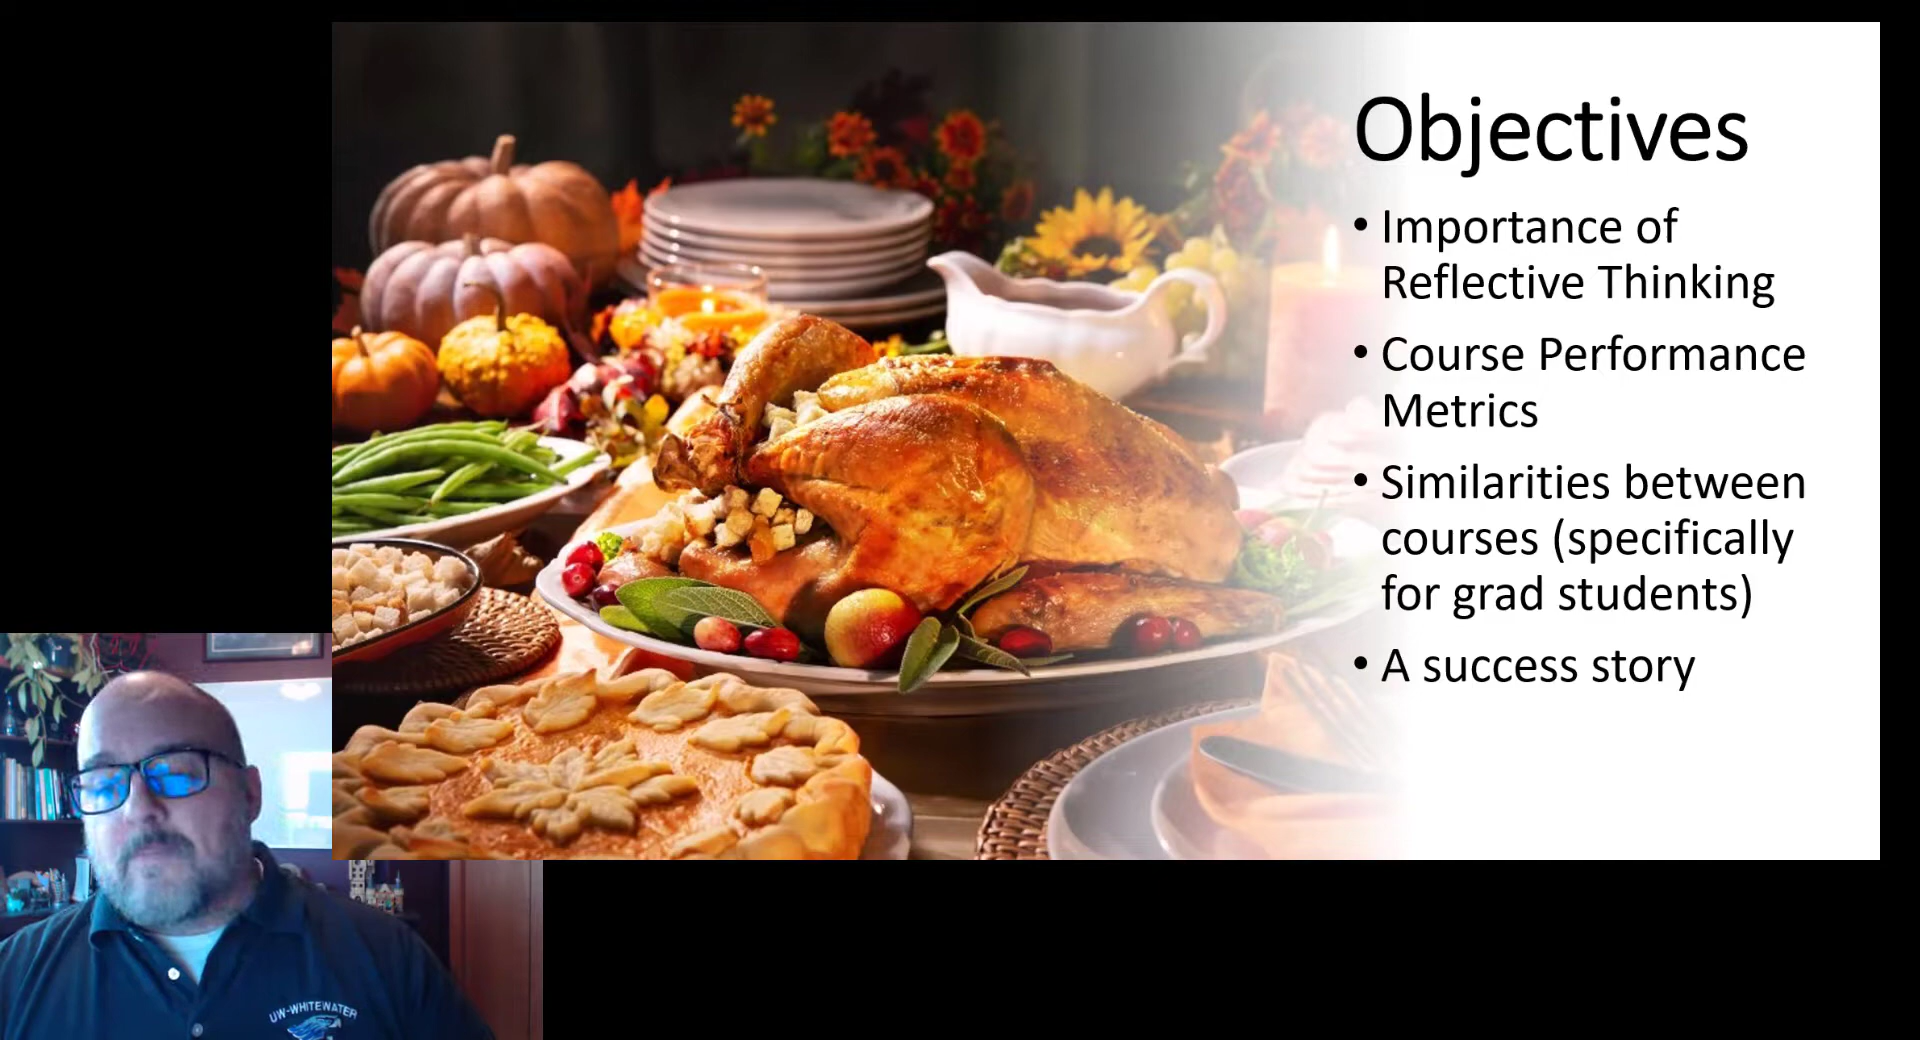 Objectives
• Importance of
Reflective Thinking
• Course Performance
Metrics
• Similarities between
courses (specifically
for grad students)
• A success story
UW-WHITEWATER